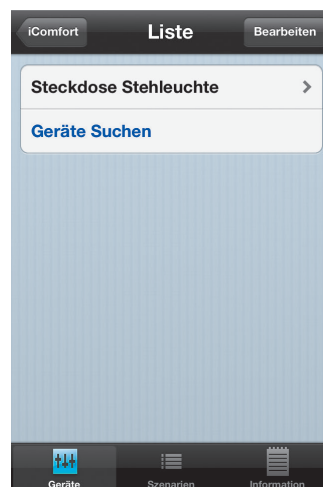 iComfort Liste Bearbeiten
Steckdose Stehleuchte
Geräte Suchen
Geräte Szenarien Information